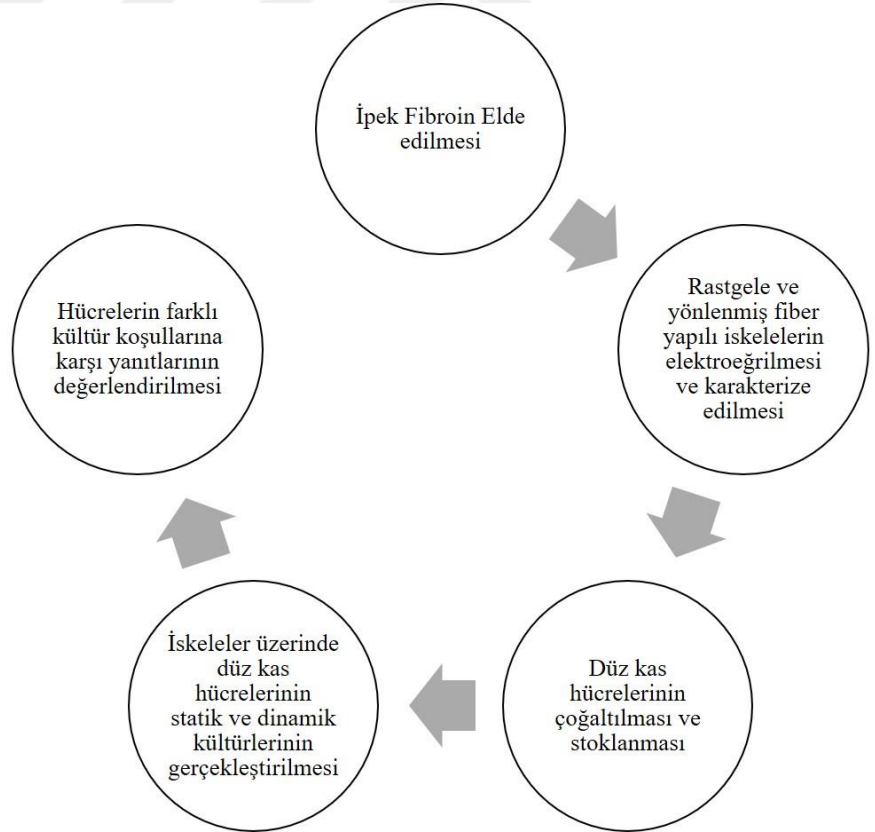 İpek Fibroin Elde
edilmesi
Rastgele ve
yönlenmiş fiber
yapılı iskelelerin
elektroeğrilmesi
ve karakterize
edilmesi
Düz kas
hücrelerinin
çoğaltılması ve
stoklanması
İskeleler üzerinde
düz kas
hücrelerinin
statik ve dinamik
kültürlerinin
gerçekleştirilmesi
Hücrelerin farklı
kültür koşullarına
karşı yanıtlarının
değerlendirilmesi